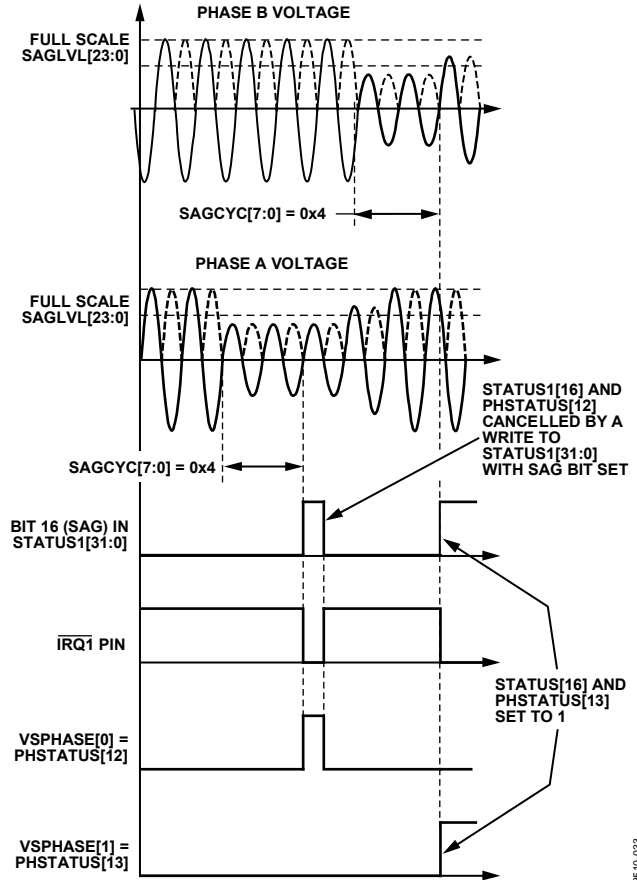 PHASE B VOLTAGE
FULL SCALE
SAGLVL[23:0]
SAGCYC[7:0] = 0x4
PHASE A VOLTAGE
FULL SCALE
SAGLVL[23:0]
STATUS1[16] AND
PHSTATUS[12]
CANCELLED BY A
WRITE TO
STATUS1[31:0]
WITH SAG BIT SET
SAGCYC[7:0] = 0x4
BIT 16 (SAG) IN
STATUS1[31:0]
IRQ1 PIN
STATUS[16] AND
PHSTATUS[13]
SET TO 1
VSPHASE[0] =
PHSTATUS[12]
VSPHASE[1] =
PHSTATUS[13]